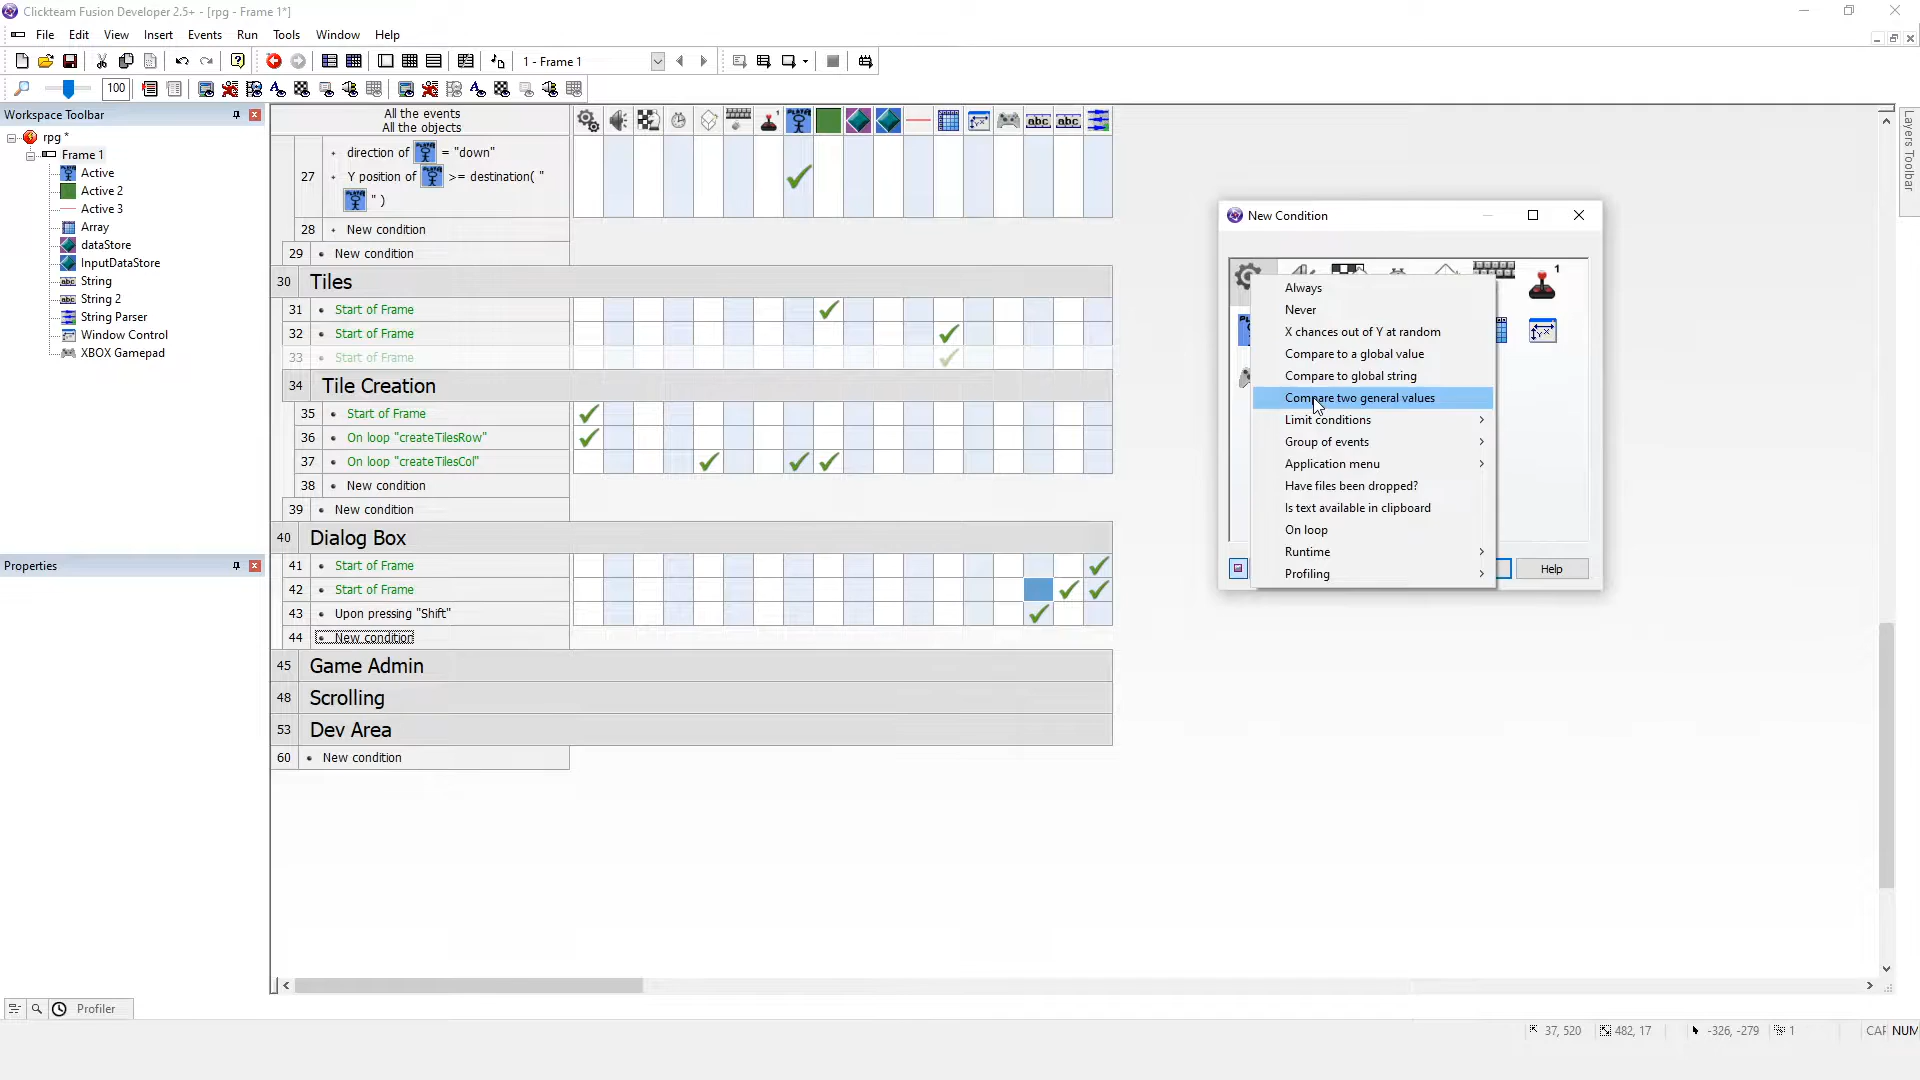 Clickteam Fusion Developer 2.5+ - [rpg - Frame 1*]
File Edit View Insert Events Run Tools Window Help
1 - Frame 1
100
Workspace Toolbar
rpg *
Frame 1
Active
Active 2
Active 3
Array
dataStore
InputDataStore
String
String 2
String Parser
Window Control
XBOX Gamepad
Properties
Profiler
All the events
All the objects
27
direction of = "down"
Y position of >= destination( "
" )
28 New condition
29 New condition
30 Tiles
31 Start of Frame
32 Start of Frame
33 Start of Frame
34 Tile Creation
35 Start of Frame
36 On loop "createTilesRow"
37 On loop "createTilesCol"
38 New condition
39 New condition
40 Dialog Box
41 Start of Frame
42 Start of Frame
43 Upon pressing "Shift"
44 New condition
45 Game Admin
48 Scrolling
53 Dev Area
60 New condition
New Condition
Always
Never
X chances out of Y at random
Compare to a global value
Compare to global string
Compare two general values
Limit conditions
Group of events
Application menu
Have files been dropped?
Is text available in clipboard
On loop
Runtime
Profiling
Help
Layers Toolbar
37, 520 482, 17 -326, -279 1 CAF NUM